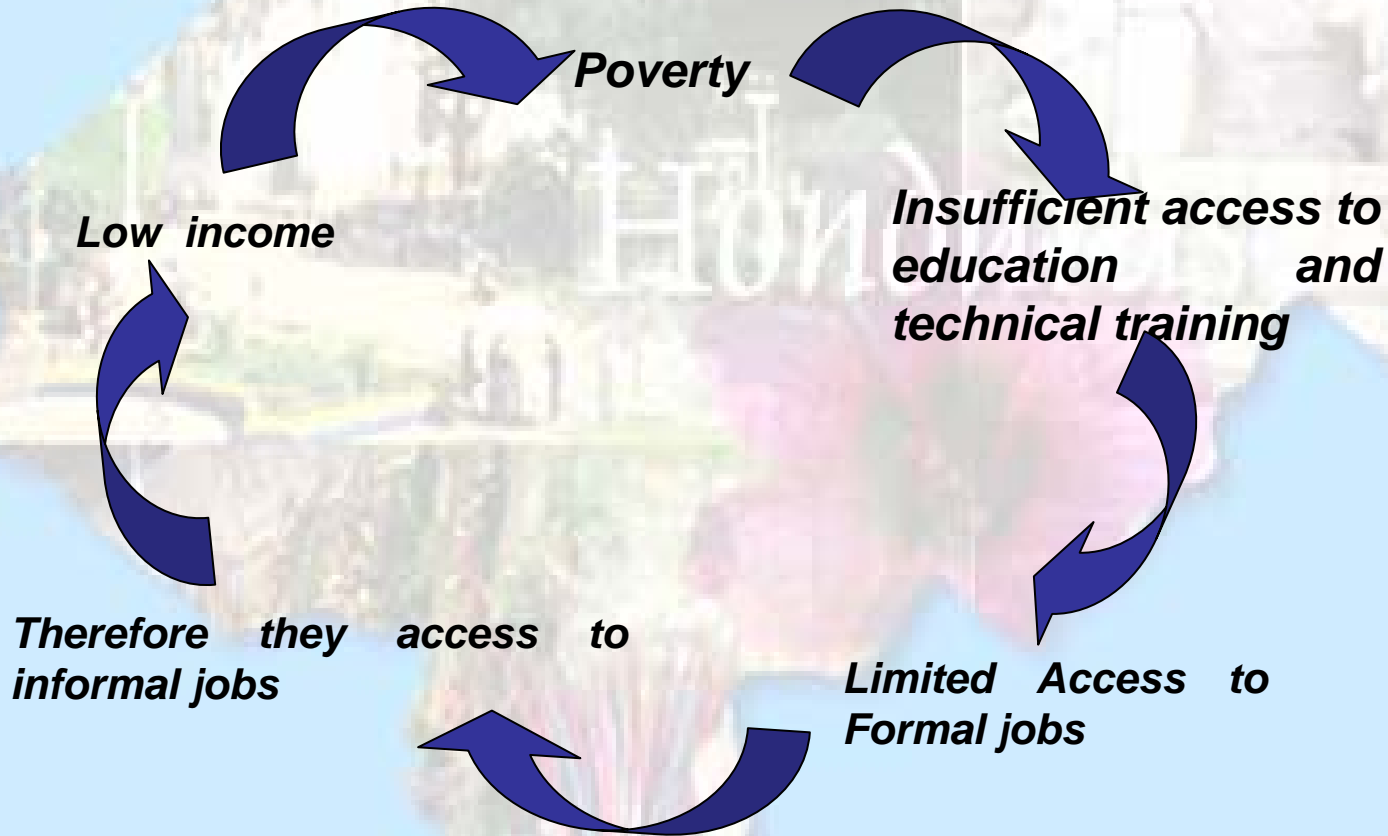 Poverty
Honduras
Insufficient access to
education and
technical training
Limited Access to
Formal jobs
Therefore they access to
informal jobs
Low income